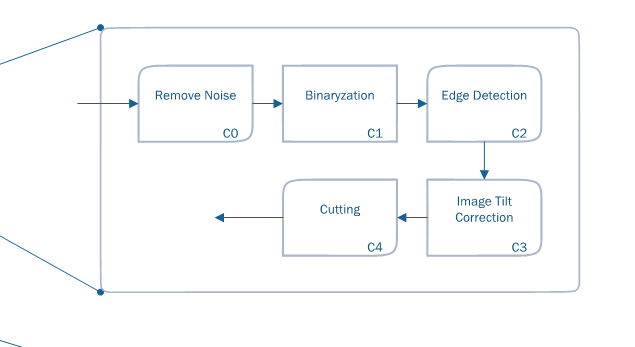 Remove Noise
C0
Binaryzation
C1
Edge Detection
C2
Cutting
C4
Image Tilt
Correction
C3